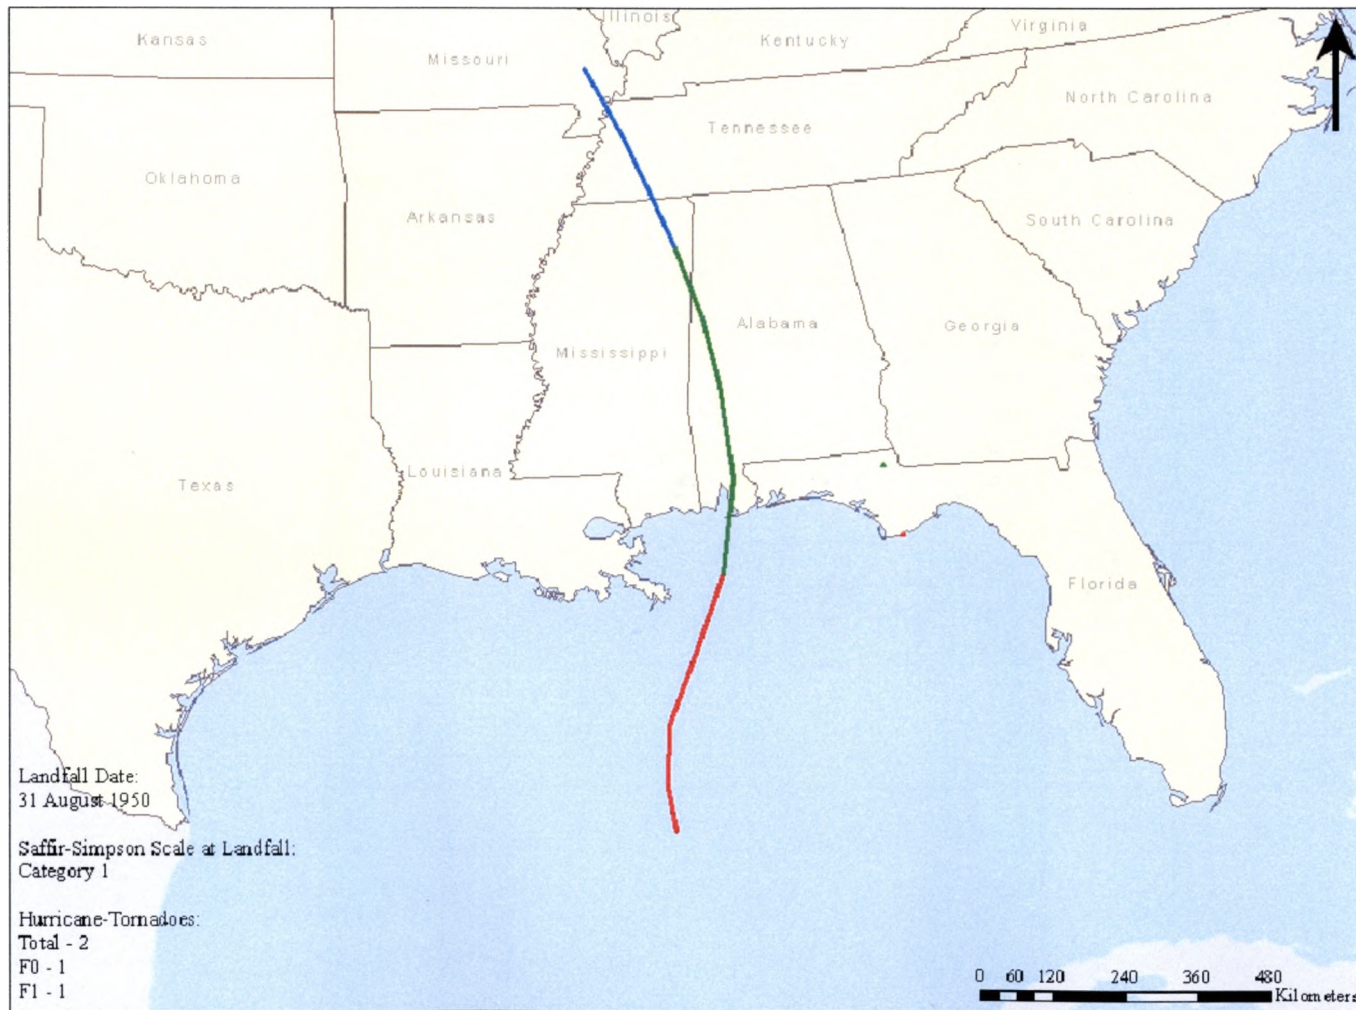 Illinois
Virginia
Kansas
Kentucky
Missouri
North Carolina
Tennessee
Oklahoma
Arkansas
South Carolina
Alabama
Georgia
Mississippi
Louisiana
Texas
Florida
Landfall Date:
31 August 1950
Saffir-Simpson Scale at Landfall:
Category 1
Hurricane-Tornadoes:
Total - 2
F0 - 1
F1 - 1
0 60 120 240 360 480
Kilometers